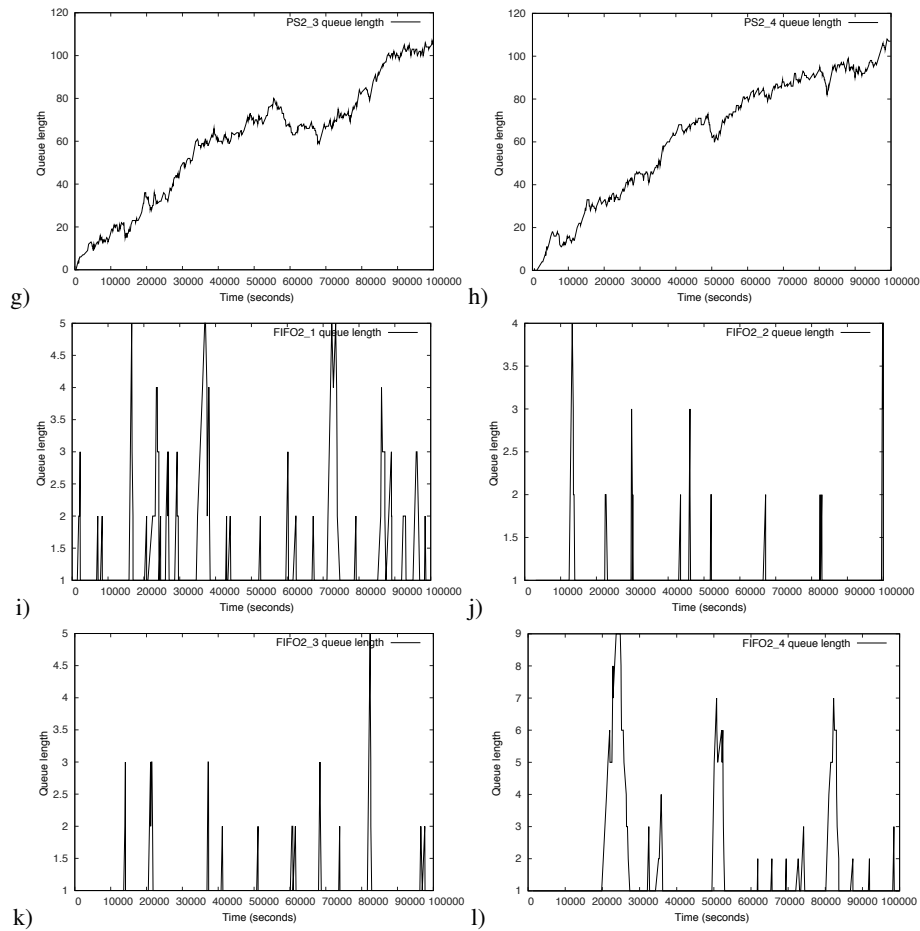 PS2_3 queue length
120
100
80
60
40
20
0
Queue length
0 10000 20000 30000 40000 50000 60000 70000 80000 90000 100000
Time (seconds)
g)
PS2_4 queue length
120
100
80
60
40
20
0
Queue length
0 10000 20000 30000 40000 50000 60000 70000 80000 90000 100000
Time (seconds)
h)
FIFO2_1 queue length
5
4.5
4
3.5
3
2.5
2
1.5
1
Queue length
0 10000 20000 30000 40000 50000 60000 70000 80000 90000 100000
Time (seconds)
i)
FIFO2_2 queue length
4
3.5
3
2.5
2
1.5
1
Queue length
0 10000 20000 30000 40000 50000 60000 70000 80000 90000 100000
Time (seconds)
j)
FIFO2_3 queue length
5
4.5
4
3.5
3
2.5
2
1.5
1
Queue length
0 10000 20000 30000 40000 50000 60000 70000 80000 90000 100000
Time (seconds)
k)
FIFO2_4 queue length
9
8
7
6
5
4
3
2
1
Queue length
0 10000 20000 30000 40000 50000 60000 70000 80000 90000 100000
Time (seconds)
l)